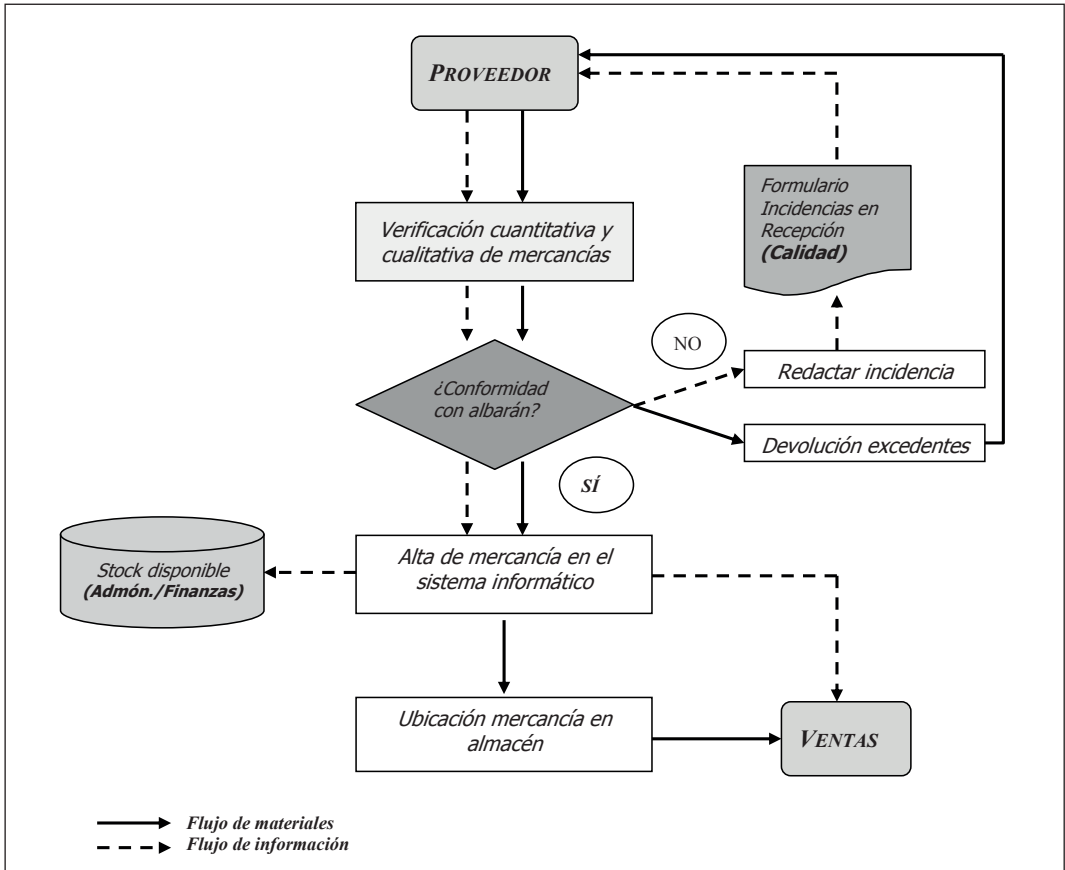 PROVEEDOR
Formulario
Incidencias en
Recepción
(Calidad)
Verificación cuantitativa y
cualitativa de mercancías
NO
¿Conformidad
con albarán?
Redactar incidencia
Devolución excedentes
SÍ
Alta de mercancía en el
sistema informático
Stock disponible
(Admón./Finanzas)
Ubicación mercancía en
almacén
VENTAS
Flujo de materiales
Flujo de información